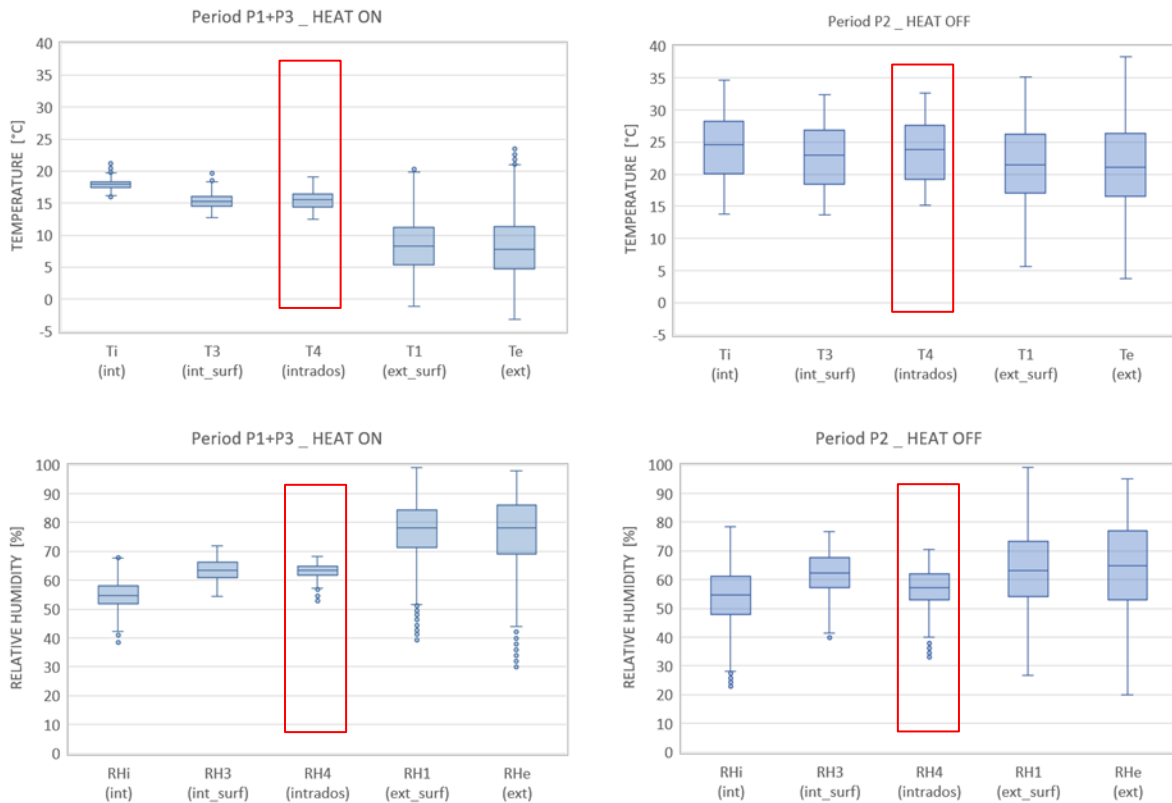 Period P1+P3 _ HEAT ON
TEMPERATURE [°C]
40
35
30
25
20
15
10
5
0
-5
Ti T3 T4 T1 Te
(int) (int_surf) (intrados) (ext_surf) (ext)
Period P2 _ HEAT OFF
TEMPERATURE [°C]
40
35
30
25
20
15
10
5
0
-5
Ti T3 T4 T1 Te
(int) (int_surf) (intrados) (ext_surf) (ext)
Period P1+P3 _ HEAT ON
RELATIVE HUMIDITY [%]
100
90
80
70
60
50
40
30
20
10
0
RHi RH3 RH4 RH1 RHe
(int) (int_surf) (intrados) (ext_surf) (ext)
Period P2 _ HEAT OFF
RELATIVE HUMIDITY [%]
100
90
80
70
60
50
40
30
20
10
0
RHi RH3 RH4 RH1 RHe
(int) (int_surf) (intrados) (ext_surf) (ext)